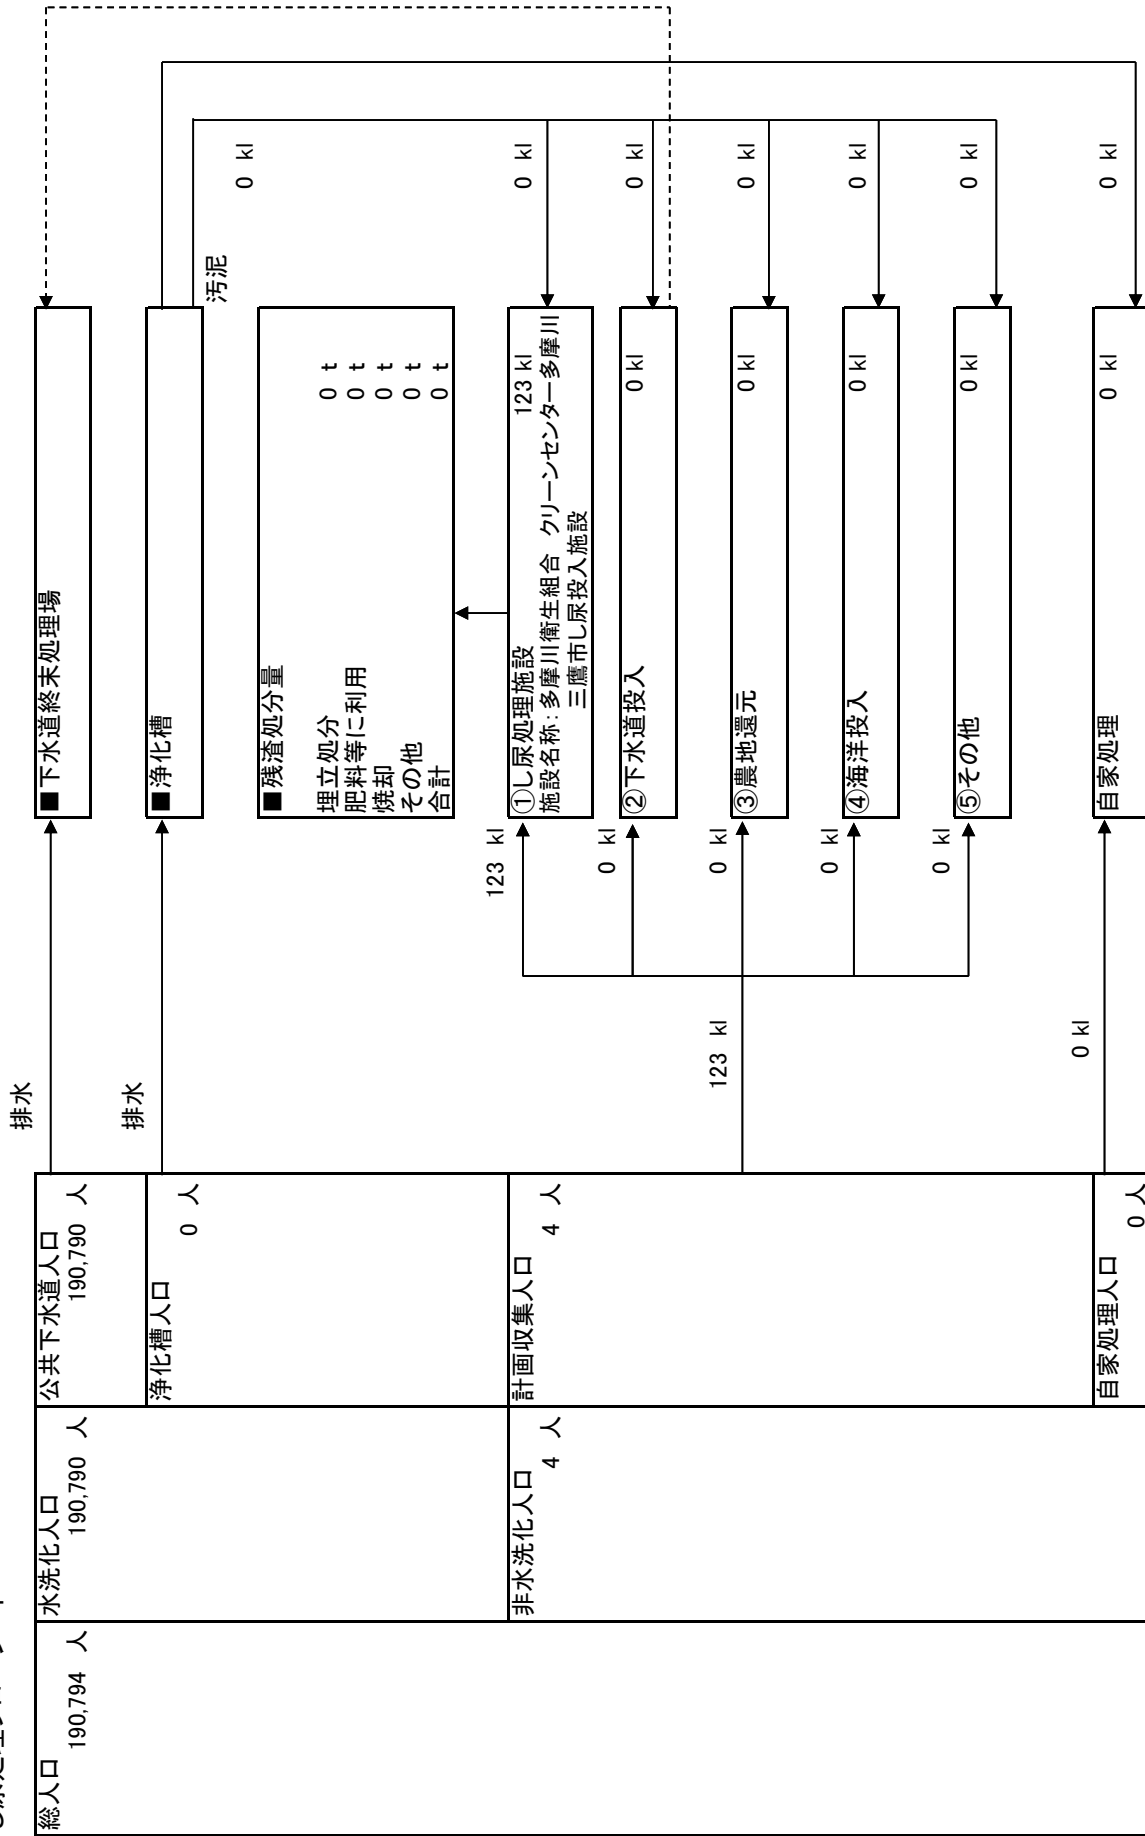 総人口
190,794 人
水洗化人口
190,790 人
公共下水道人口
190,790 人
排水
■下水道終末処理場
浄化槽人口
0 人
排水
■浄化槽
汚泥
0 kl
■残渣処分量
埋立処分 0 t
肥料等に利用 0 t
焼却 0 t
その他 0 t
合計 0 t
非水洗化人口
4 人
計画収集人口
4 人
123 kl
123 kl
①し尿処理施設 123 kl
施設名称：多摩川衛生組合 クリーンセンター多摩川
三鷹市し尿投入施設
0 kl
0 kl
②下水道投入 0 kl
0 kl
0 kl
③農地還元 0 kl
0 kl
0 kl
④海洋投入 0 kl
0 kl
0 kl
⑤その他 0 kl
0 kl
自家処理人口
0 人
0 kl
自家処理 0 kl
0 kl